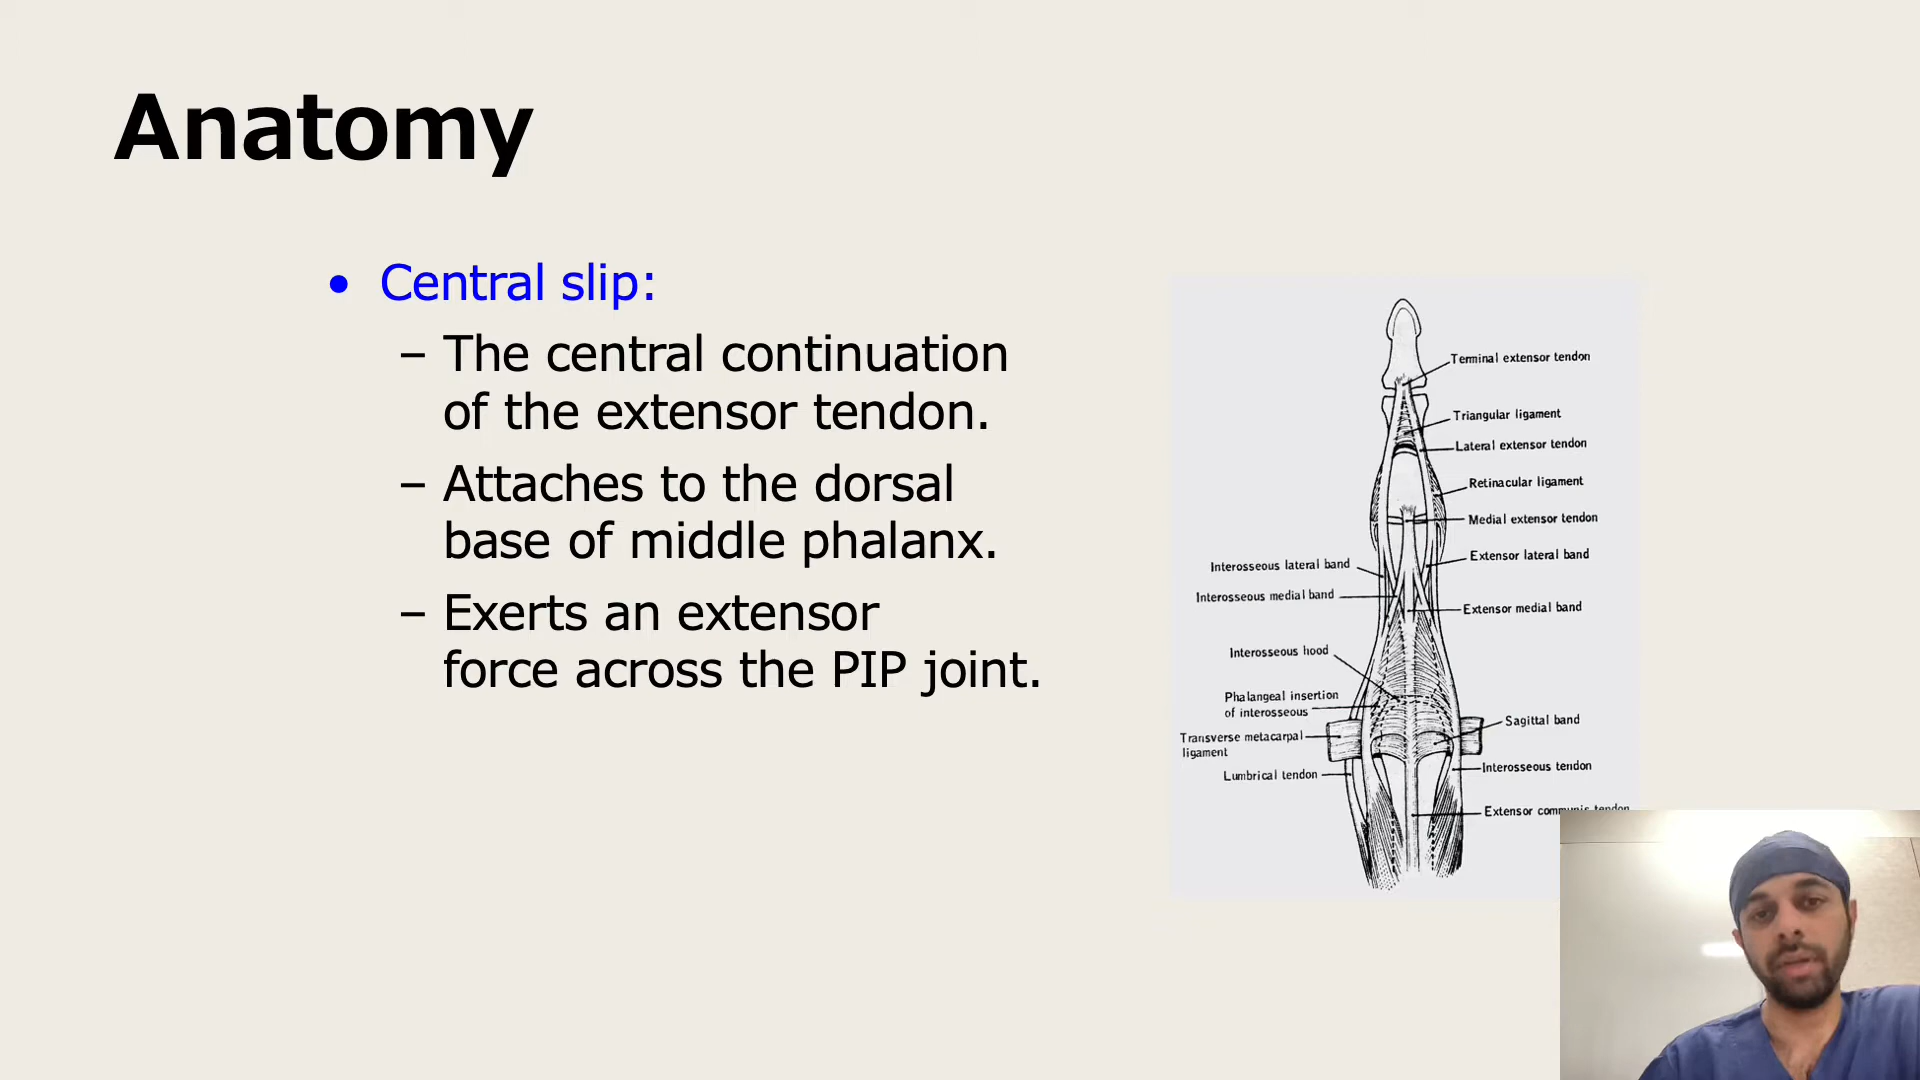 Anatomy
• Central slip:
– The central continuation
of the extensor tendon.
– Attaches to the dorsal
base of middle phalanx.
– Exerts an extensor
force across the PIP joint.
Terminal extensor tendon
Triangular ligament
Lateral extensor tendon
Retinacular ligament
Medial extensor tendon
Extensor lateral band
Interosseous lateral band
Interosseous medial band
Extensor medial band
Interosseous hood
Phalangeal insertion
of interosseous
Sagittal band
Transverse metacarpal
ligament
Interosseous tendon
Lumbrical tendon
Extensor communis tendon